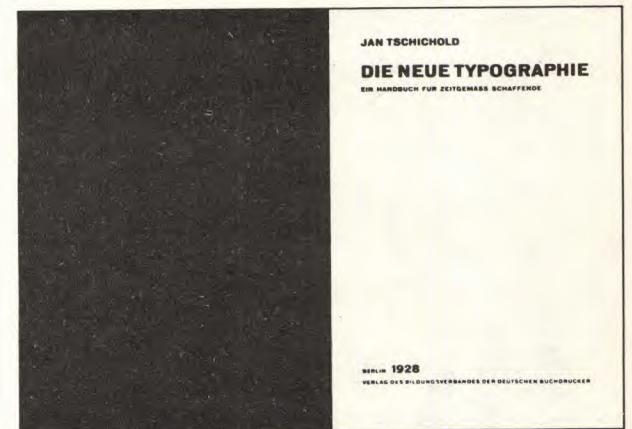 JAN TSCHICHOLD
DIE NEUE TYPOGRAPHIE
EIN HANDBUCH FÜR ZEITGEMÄSS SCHAFFENDE
BERLIN 1928
VERLAG DES BILDUNGSVERBANDES DER DEUTSCHEN BUCHDRUCKER